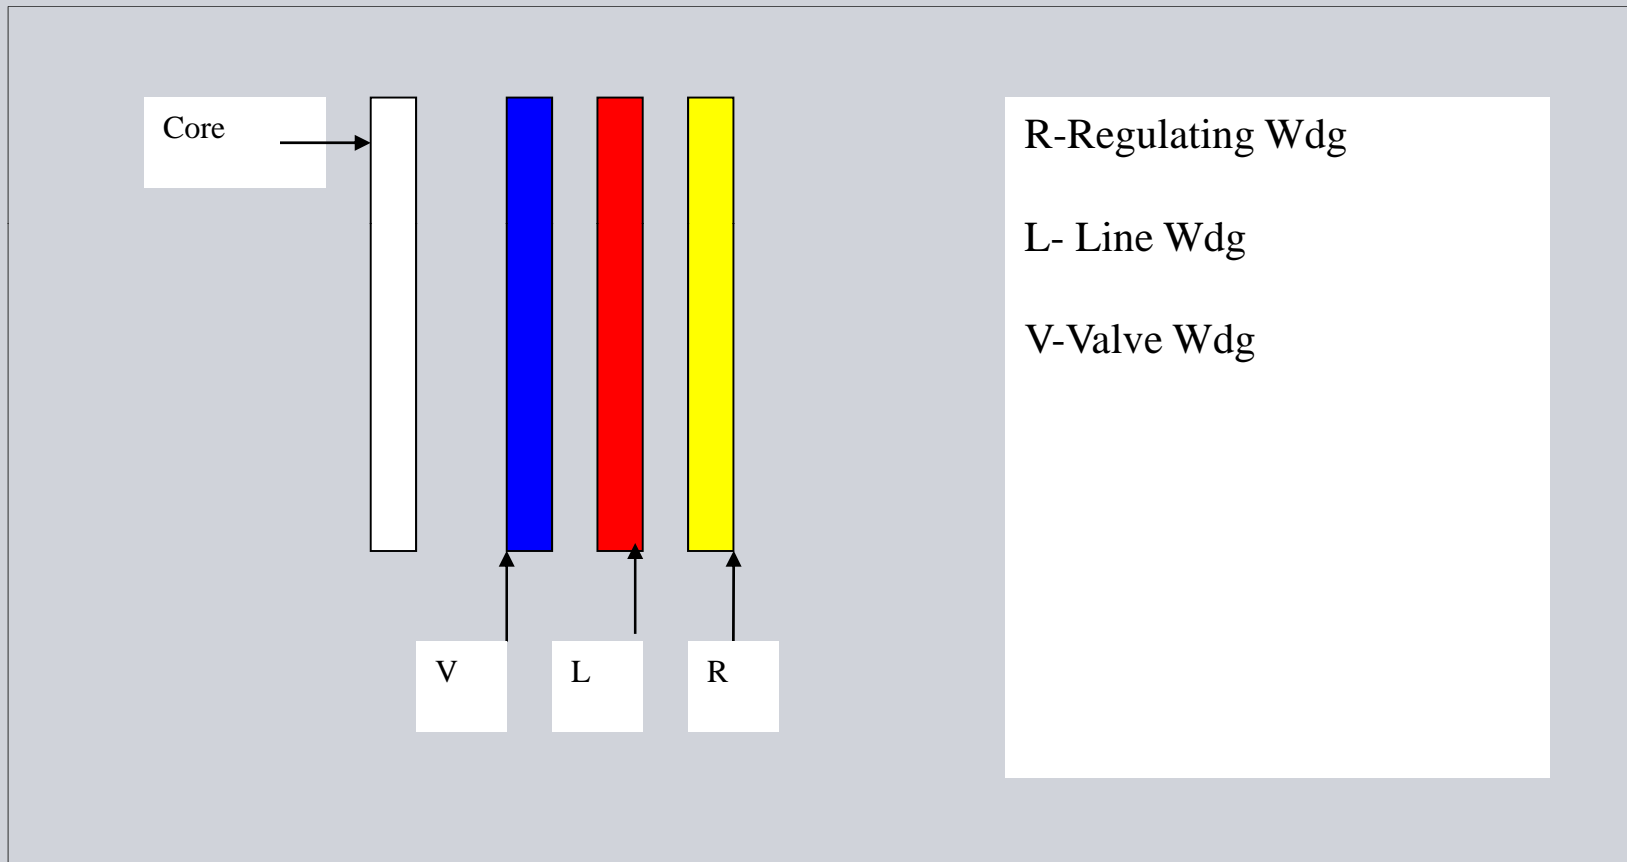 Core
R-Regulating Wdg
L- Line Wdg
V-Valve Wdg
V
L
R